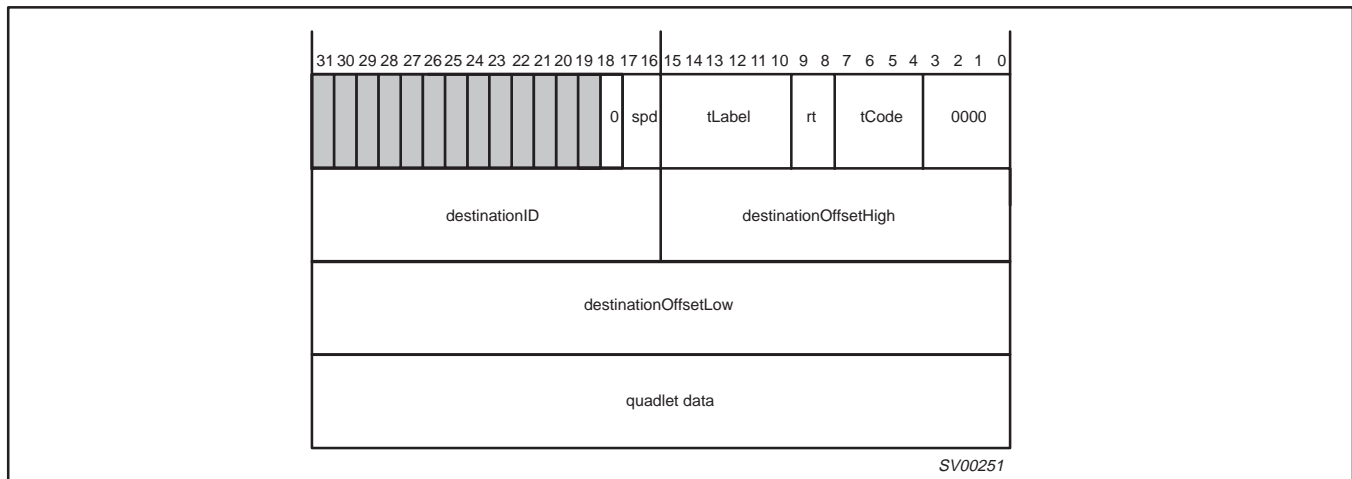 31 30 29 28 27 26 25 24 23 22 21 20 19 18 17 16 15 14 13 12 11 10 9 8 7 6 5 4 3 2 1 0
0 spd tLabel rt tCode 0000
destinationID destinationOffsetHigh
destinationOffsetLow
quadlet data
SV00251